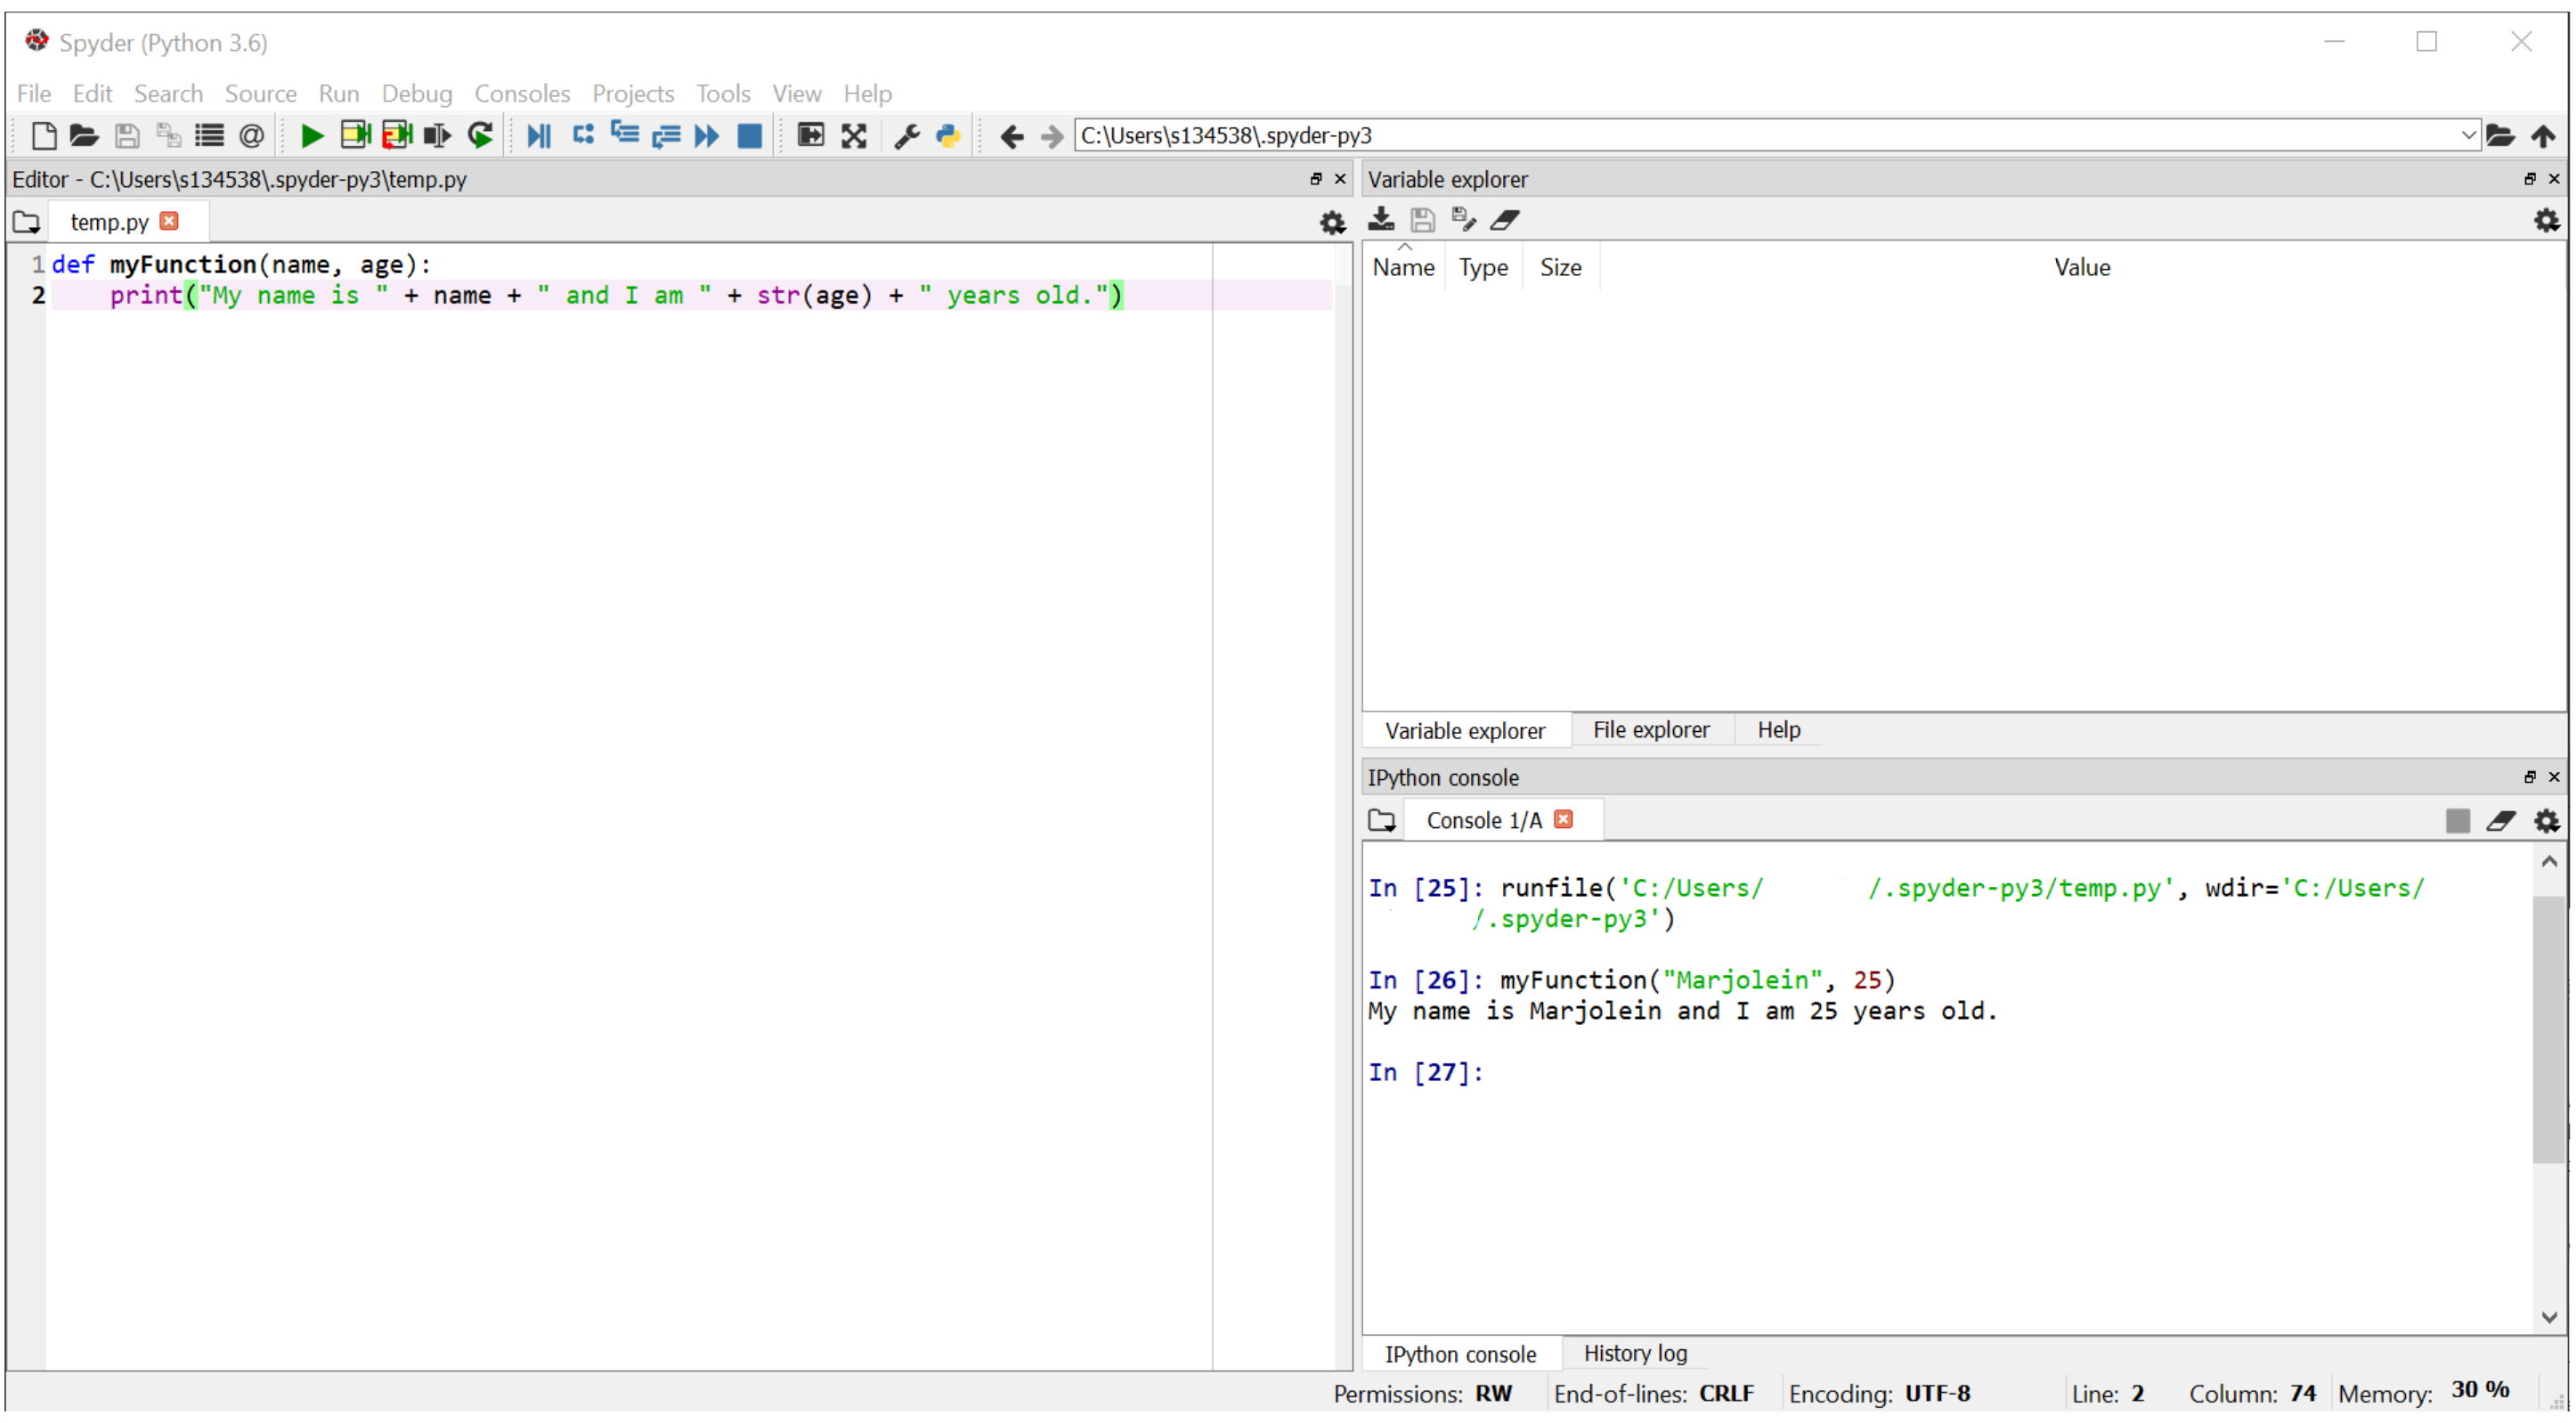 Spyder (Python 3.6)
File Edit Search Source Run Debug Consoles Projects Tools View Help
C:\Users\s134538\.spyder-py3
Editor - C:\Users\s134538\.spyder-py3\temp.py
temp.py
1 def myFunction(name, age):
2     print("My name is " + name + " and I am " + str(age) + " years old.")
Variable explorer
Name Type Size Value
Variable explorer File explorer Help
IPython console
Console 1/A
In [25]: runfile('C:/Users/ /.spyder-py3/temp.py', wdir='C:/Users/
/.spyder-py3')
In [26]: myFunction("Marjolein", 25)
My name is Marjolein and I am 25 years old.
In [27]:
IPython console History log
Permissions: RW End-of-lines: CRLF Encoding: UTF-8 Line: 2 Column: 74 Memory: 30 %